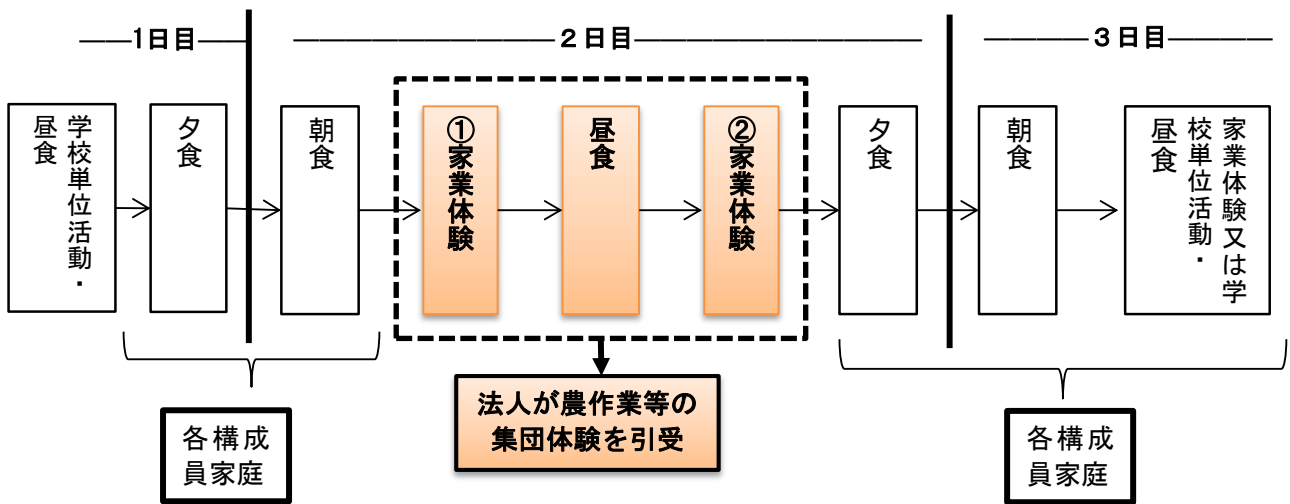 1日目
2日目
3日目
学校単位活動・
昼食
夕食
朝食
①家業体験
昼食
②家業体験
夕食
朝食
家業体験又は学
校単位活動・
昼食
法人が農作業等の
集団体験を引受
各構成
員家庭
各構成
員家庭